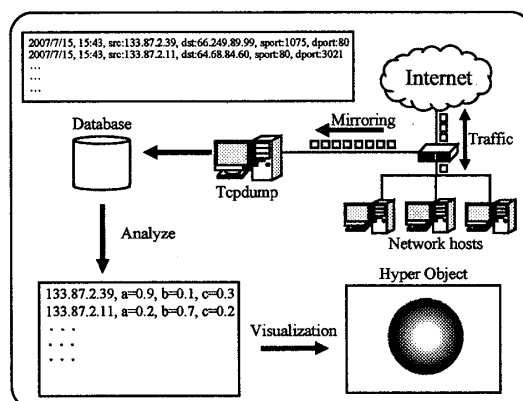 2007/7/15, 15:43, src:133.87.2.39, dst:66.249.89.99, sport:1075, dport:80
2007/7/15, 15:43, src:133.87.2.11, dst:64.68.84.60, sport:80, dport:3021
...
...
Internet
Mirroring
Traffic
Database
Tcpdump
Network hosts
Analyze
Hyper Object
133.87.2.39, a=0.9, b=0.1, c=0.3
133.87.2.11, a=0.2, b=0.7, c=0.2
. . .
. . .
. . .
Visualization